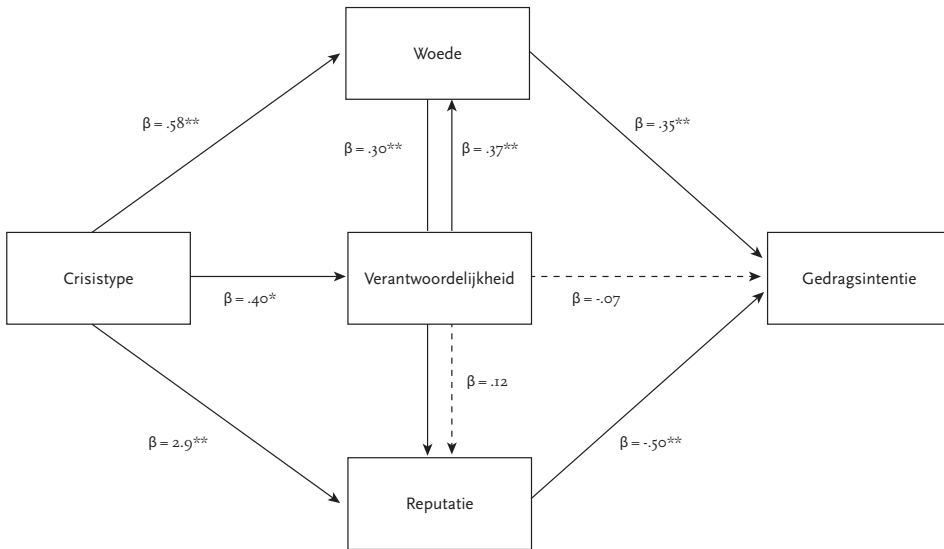 Woede
β = .58**
β = .30**
β = .37**
β = .35**
Crisistype
β = .40*
Verantwoordelijkheid
β = -.07
Gedragsintentie
β = .12
β = 2.9**
β = -.50**
Reputatie